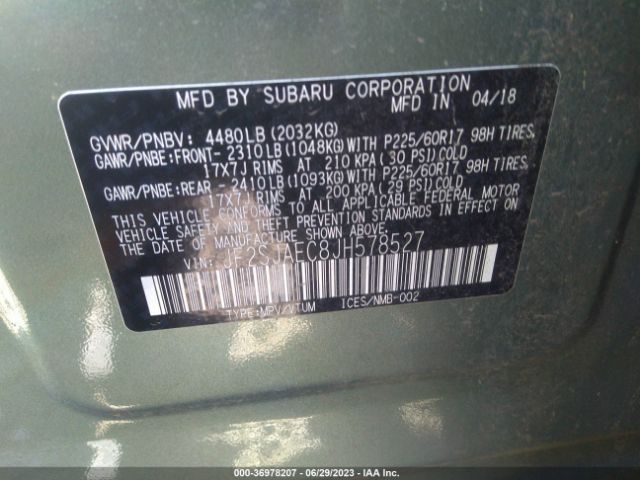 MFD BY SUBARU CORPORATION
MFD IN 04/18
GVWR/PNBV: 4480LB(2032KG)
GAWR/PNBE:FRONT-2310LB(1048KG)WITH P225/60R17 98H TIRES,
17X7J RIMS AT 210 KPA(30 PSI)COLD
GAWR/PNBE:REAR -2410LB(1093KG)WITH P225/60R17 98H TIRES,
17X7J RIMS AT 200 KPA(29 PSI)COLD
THIS VEHICLE CONFORMS TO ALL APPLICABLE FEDERAL MOTOR
VEHICLE SAFETY STANDARDS IN EFFECT ON
THE DATE OF MANUFACTURE SHOWN ABOVE.
VIN: JF2SJAEC8JH578527
TYPE:MPV/VTUM ICES/NMB-002
000-36978207 - 06/29/2023 - IAA Inc.